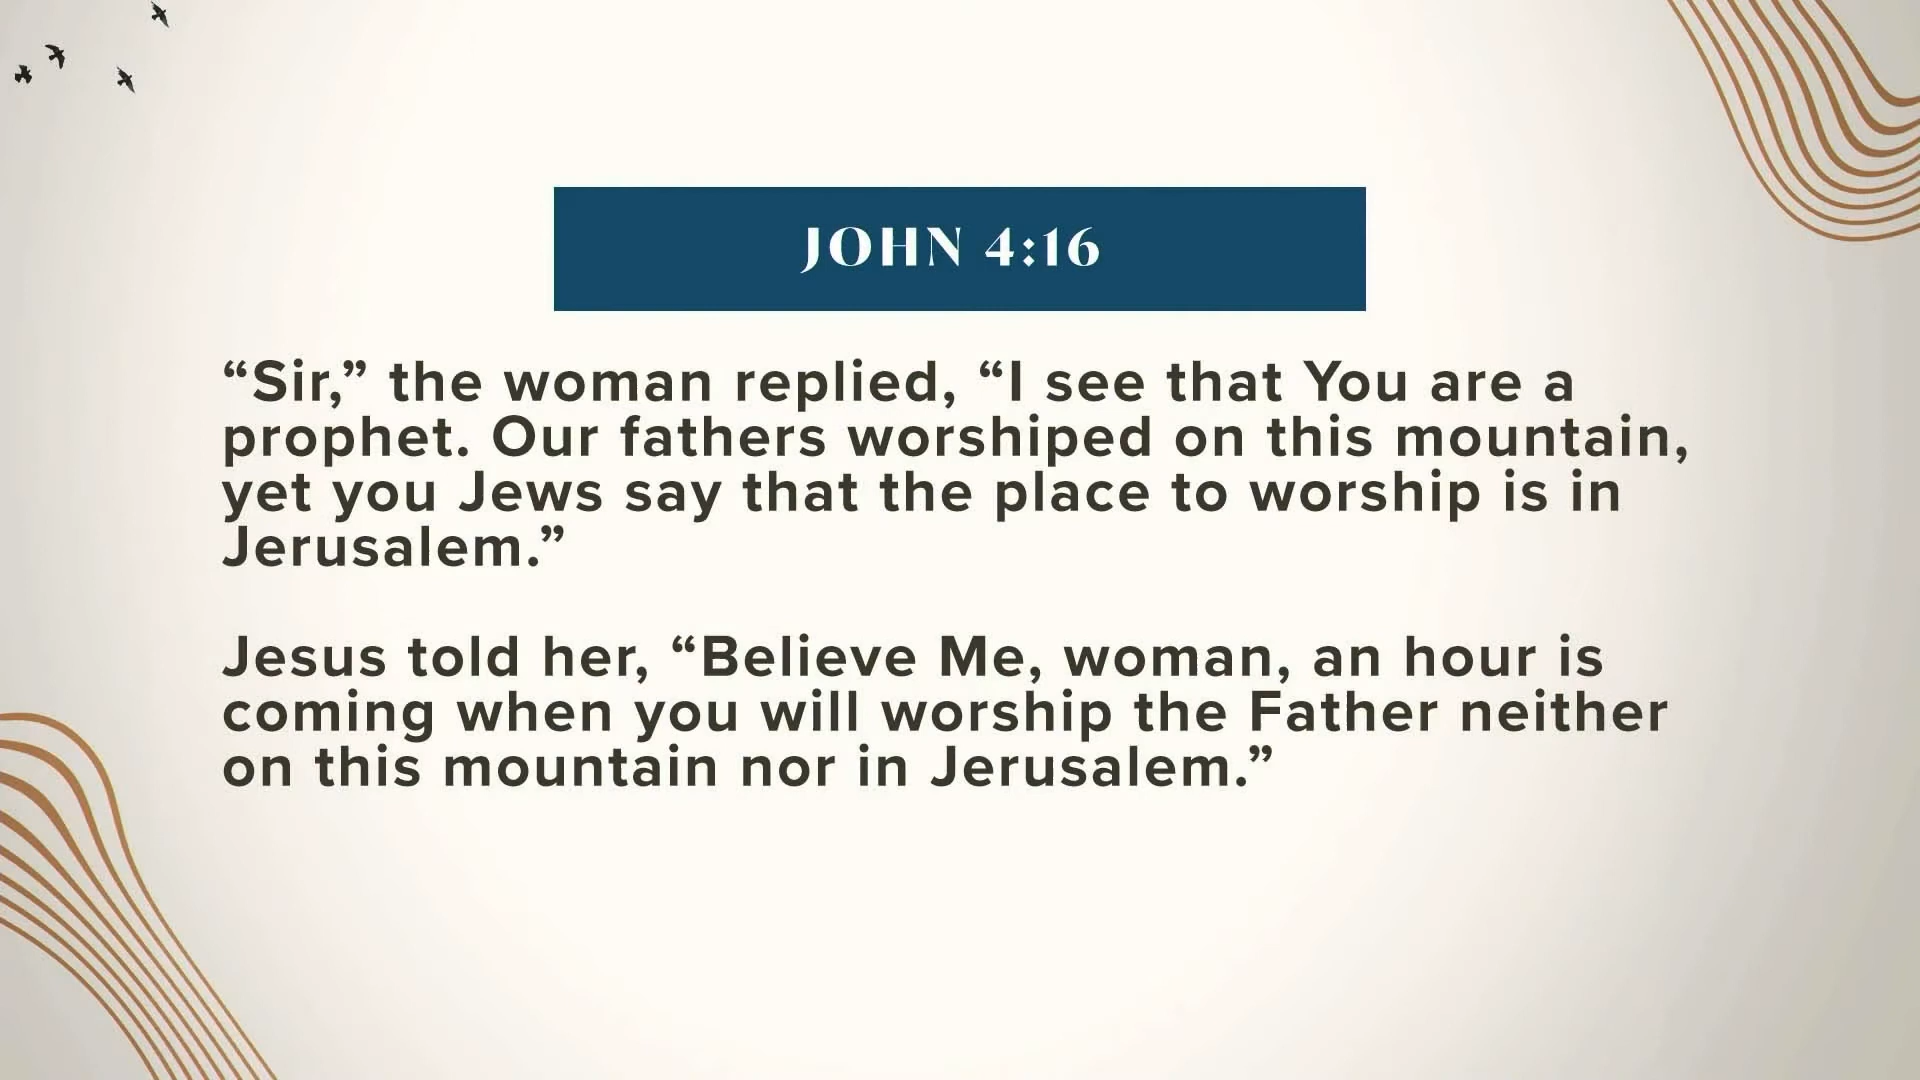 JOHN 4:16
“Sir,” the woman replied, “I see that You are a
prophet. Our fathers worshiped on this mountain,
yet you Jews say that the place to worship is in
Jerusalem.”
Jesus told her, “Believe Me, woman, an hour is
coming when you will worship the Father neither
on this mountain nor in Jerusalem.”